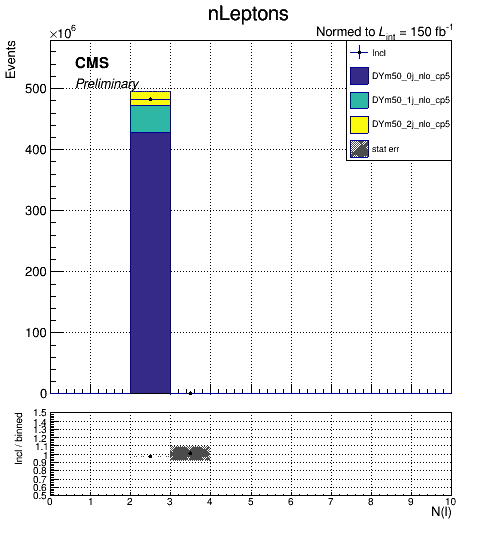 nLeptons
×10⁶
Normed to L_int = 150 fb⁻¹
Events
CMS
Preliminary
Incl
DYm50_0j_nlo_cp5
DYm50_1j_nlo_cp5
DYm50_2j_nlo_cp5
stat err
500
400
300
200
100
0
Incl / binned
1.5
1.4
1.3
1.2
1.1
1
0.9
0.8
0.7
0.6
0.5
0 1 2 3 4 5 6 7 8 9 10
N(l)